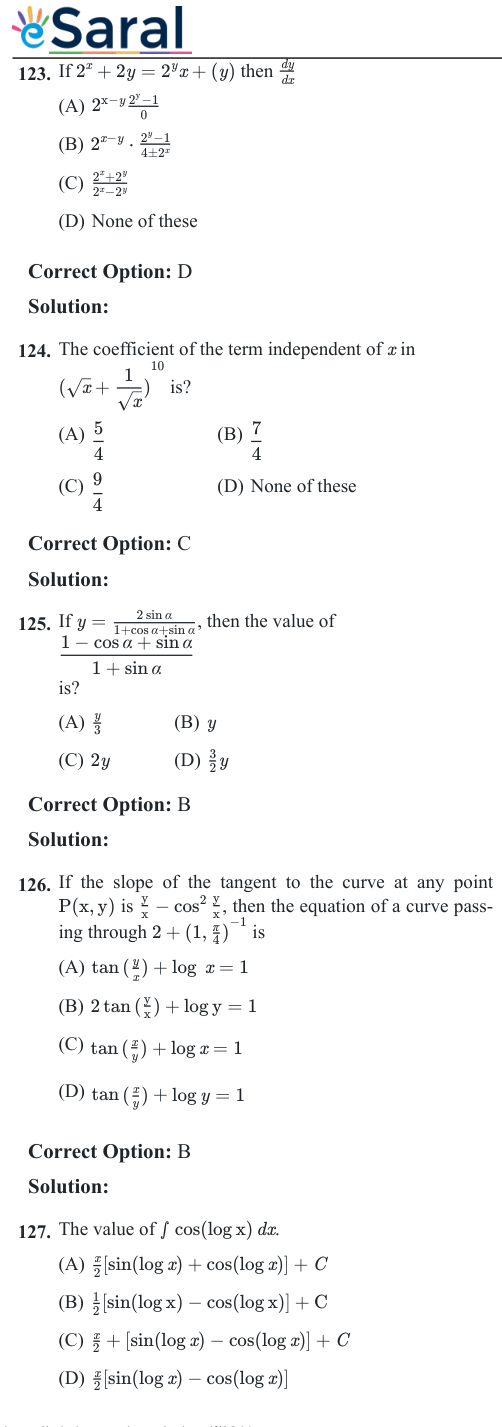 eSaral
123. If 2^x + 2y = 2^y x + (y) then dy/dx
(A) 2^{x−y} (2^y−1)/0
(B) 2^{x−y} · (2^y−1)/(4±2^x)
(C) (2^x+2^y)/(2^x−2^y)
(D) None of these
Correct Option: D
Solution:
124. The coefficient of the term independent of x in
(√x + 1/√x)^10 is?
(A) 5/4 (B) 7/4
(C) 9/4 (D) None of these
Correct Option: C
Solution:
125. If y = (2 sin α)/(1+cos α+sin α), then the value of
(1 − cos α + sin α)/(1 + sin α)
is?
(A) y/3 (B) y
(C) 2y (D) 3/2 y
Correct Option: B
Solution:
126. If the slope of the tangent to the curve at any point
P(x, y) is y/x − cos² y/x, then the equation of a curve pass-
ing through 2 + (1, π/4)^{−1} is
(A) tan (y/x) + log x = 1
(B) 2 tan (y/x) + log y = 1
(C) tan (x/y) + log x = 1
(D) tan (x/y) + log y = 1
Correct Option: B
Solution:
127. The value of ∫ cos(log x) dx.
(A) x/2 [sin(log x) + cos(log x)] + C
(B) 1/2 [sin(log x) − cos(log x)] + C
(C) x/2 + [sin(log x) − cos(log x)] + C
(D) x/2 [sin(log x) − cos(log x)]